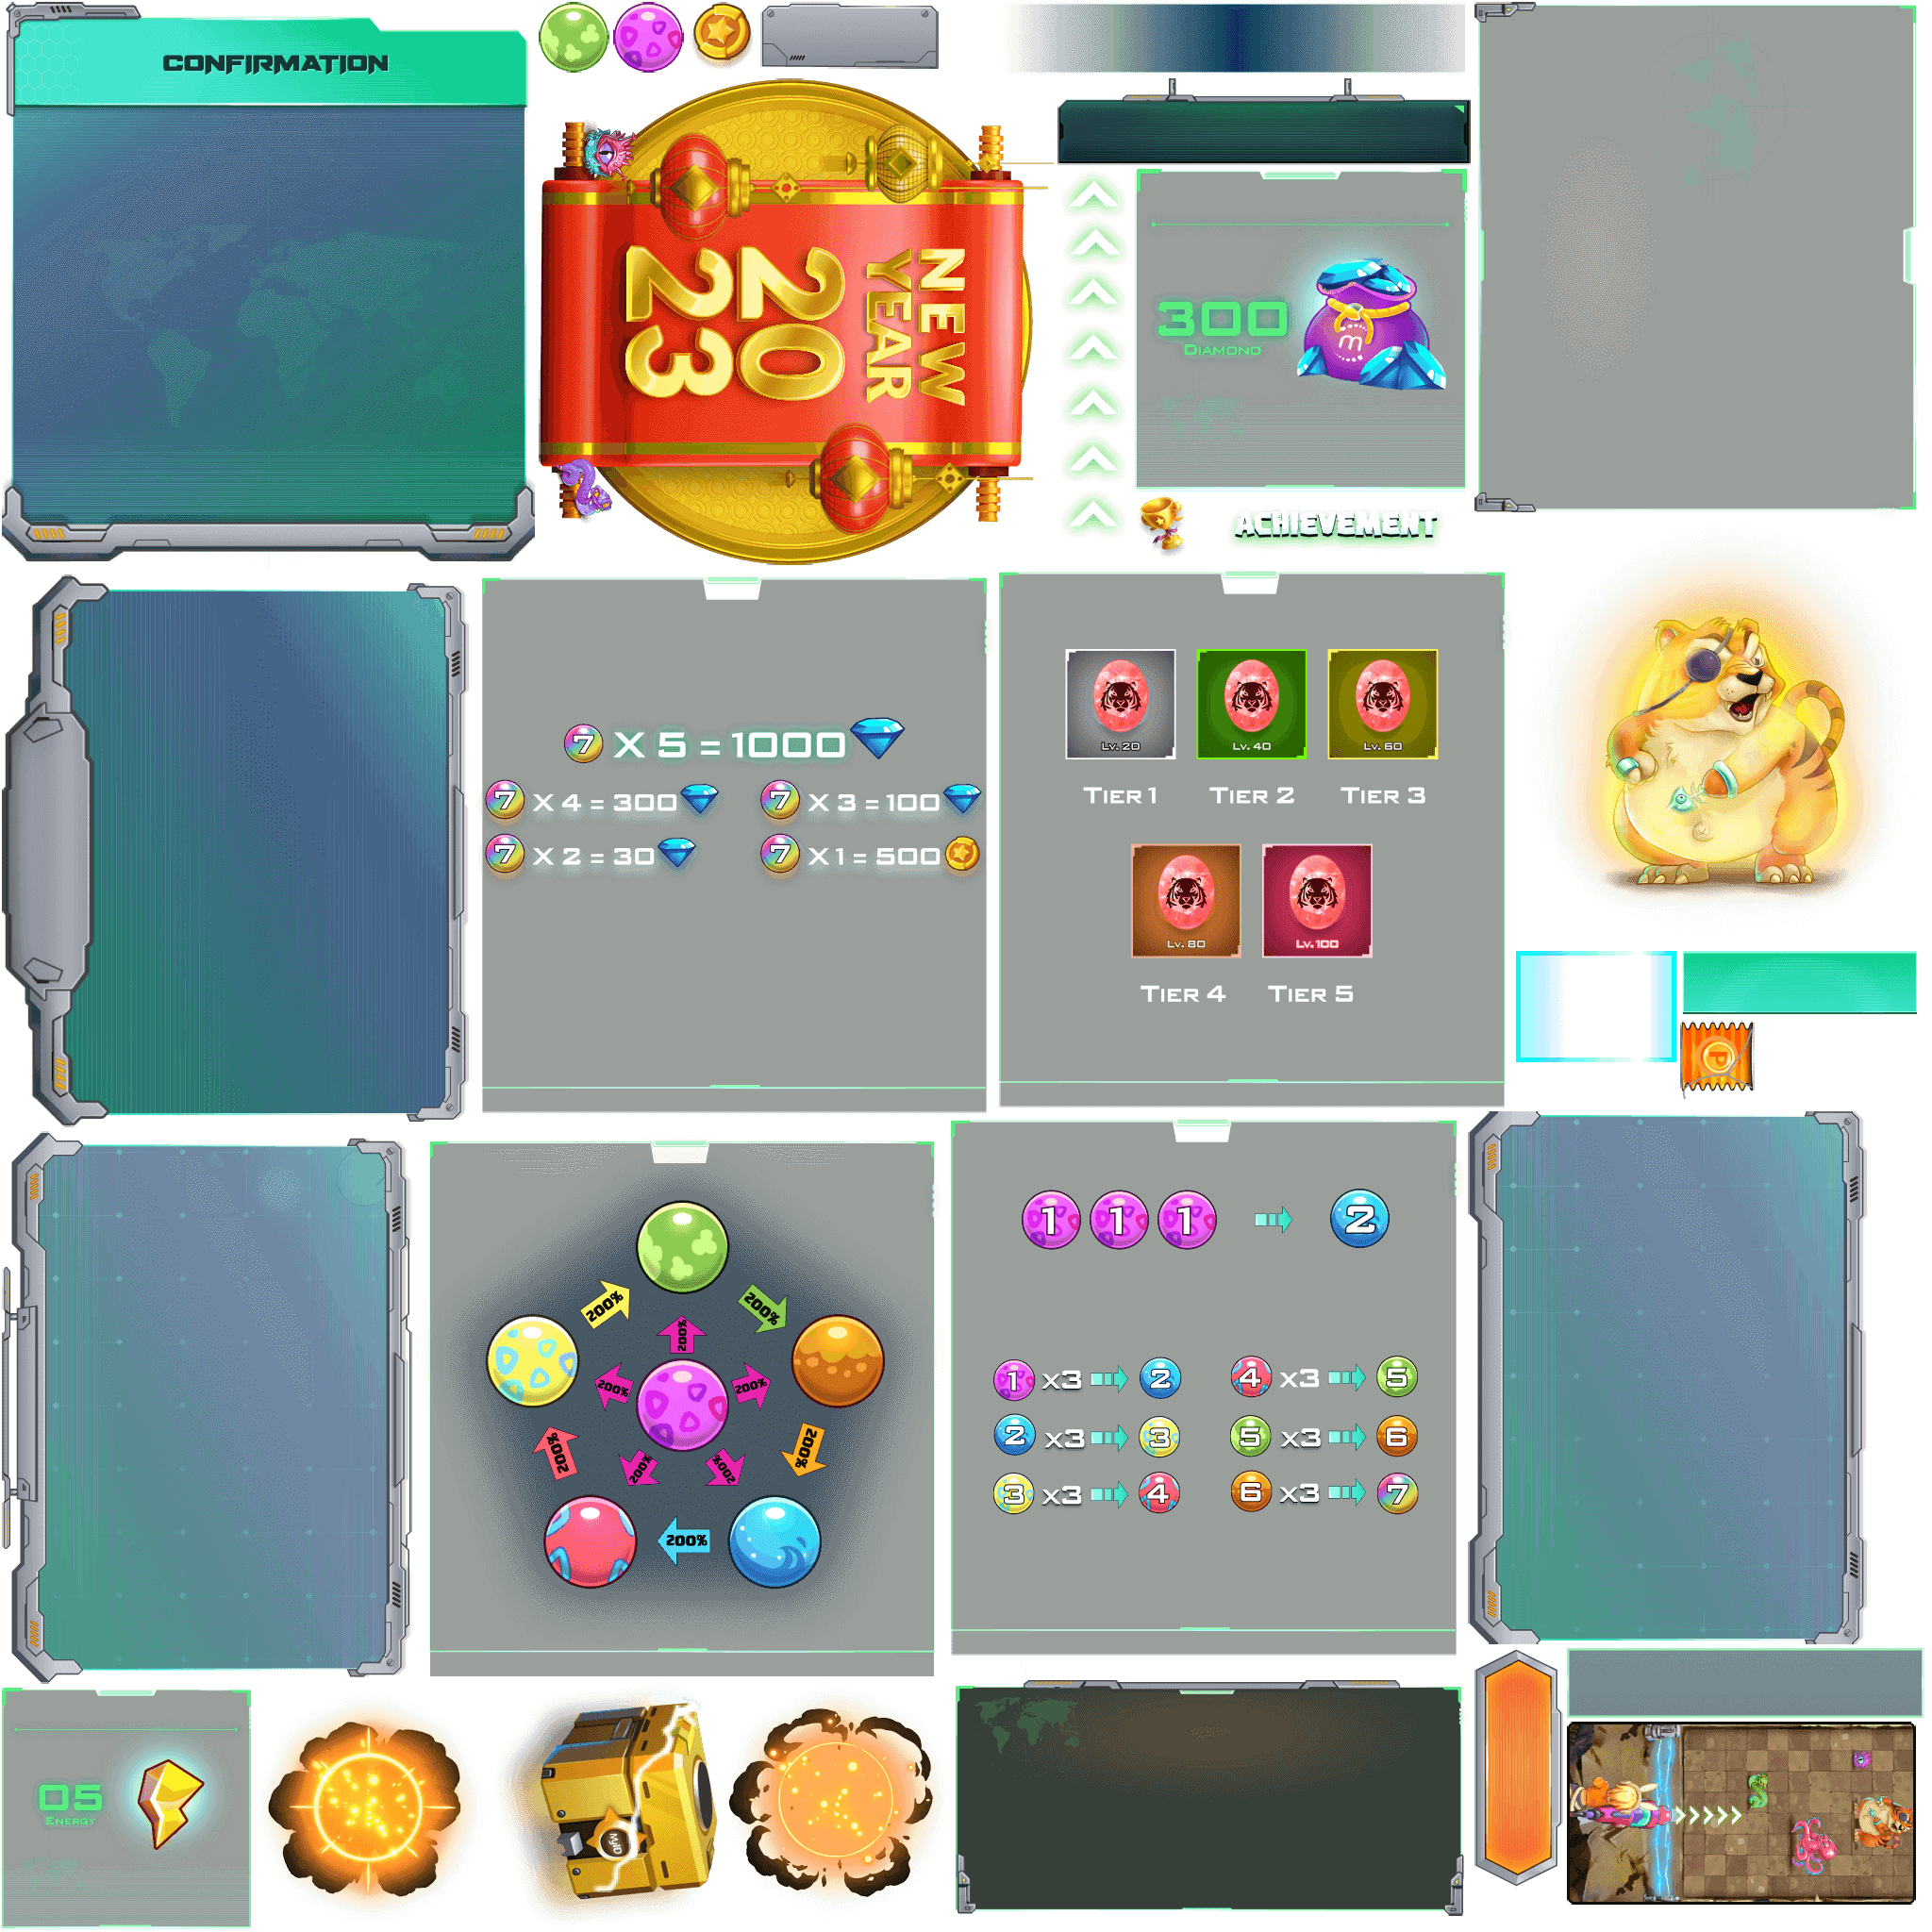 CONFIRMATION
NEW
YEAR
20
23
300
DIAMOND
m
ACHIEVEMENT
7 X 5 = 1000
7 X 4 = 300
7 X 3 = 100
7 X 2 = 30
7 X 1 = 500
Lv. 20
Lv. 40
Lv. 60
TIER 1
TIER 2
TIER 3
Lv. 80
Lv. 100
TIER 4
TIER 5
P
200%
200%
200%
200%
200%
200%
200%
200%
200%
200%
1 1 1 2
1 x3 2
4 x3 5
2 x3 3
5 x3 6
3 x3 4
6 x3 7
05
ENERGY